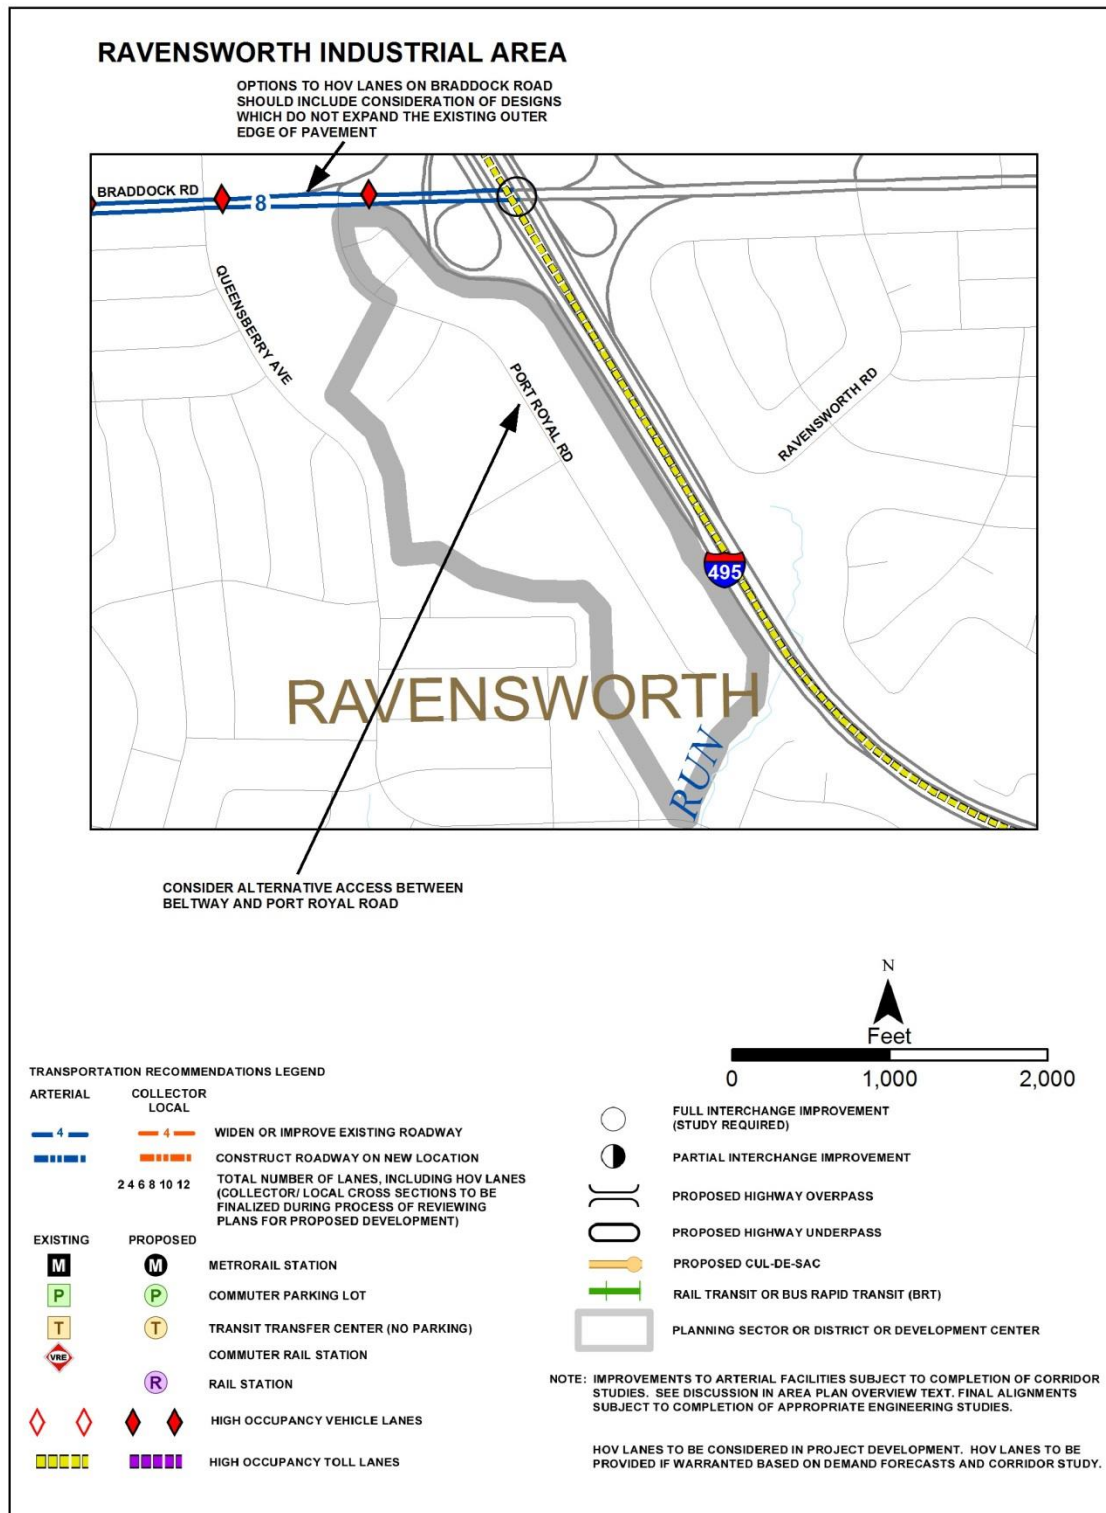 RAVENSWORTH INDUSTRIAL AREA
OPTIONS TO HOV LANES ON BRADDOCK ROAD
SHOULD INCLUDE CONSIDERATION OF DESIGNS
WHICH DO NOT EXPAND THE EXISTING OUTER
EDGE OF PAVEMENT
BRADDOCK RD
8
QUEENSBERRY AVE
PORT ROYAL RD
RAVENSWORTH RD
495
RAVENSWORTH
RUN
CONSIDER ALTERNATIVE ACCESS BETWEEN
BELTWAY AND PORT ROYAL ROAD
N
Feet
0 1,000 2,000
TRANSPORTATION RECOMMENDATIONS LEGEND
ARTERIAL COLLECTOR
LOCAL
4 4 WIDEN OR IMPROVE EXISTING ROADWAY
CONSTRUCT ROADWAY ON NEW LOCATION
2 4 6 8 10 12 TOTAL NUMBER OF LANES, INCLUDING HOV LANES
(COLLECTOR/ LOCAL CROSS SECTIONS TO BE
FINALIZED DURING PROCESS OF REVIEWING
PLANS FOR PROPOSED DEVELOPMENT)
EXISTING PROPOSED
M M METRORAIL STATION
P P COMMUTER PARKING LOT
T T TRANSIT TRANSFER CENTER (NO PARKING)
VRE COMMUTER RAIL STATION
R RAIL STATION
HIGH OCCUPANCY VEHICLE LANES
HIGH OCCUPANCY TOLL LANES
FULL INTERCHANGE IMPROVEMENT
(STUDY REQUIRED)
PARTIAL INTERCHANGE IMPROVEMENT
PROPOSED HIGHWAY OVERPASS
PROPOSED HIGHWAY UNDERPASS
PROPOSED CUL-DE-SAC
RAIL TRANSIT OR BUS RAPID TRANSIT (BRT)
PLANNING SECTOR OR DISTRICT OR DEVELOPMENT CENTER
NOTE: IMPROVEMENTS TO ARTERIAL FACILITIES SUBJECT TO COMPLETION OF CORRIDOR
STUDIES. SEE DISCUSSION IN AREA PLAN OVERVIEW TEXT. FINAL ALIGNMENTS
SUBJECT TO COMPLETION OF APPROPRIATE ENGINEERING STUDIES.
HOV LANES TO BE CONSIDERED IN PROJECT DEVELOPMENT. HOV LANES TO BE
PROVIDED IF WARRANTED BASED ON DEMAND FORECASTS AND CORRIDOR STUDY.